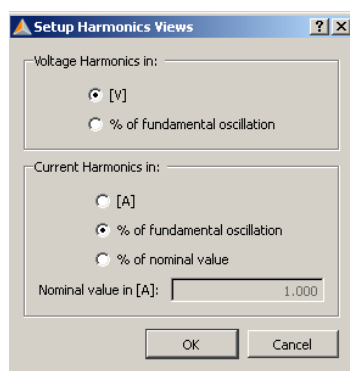 Setup Harmonics Views
Voltage Harmonics in:
[V]
% of fundamental oscillation
Current Harmonics in:
[A]
% of fundamental oscillation
% of nominal value
Nominal value in [A]: 1.000
OK Cancel